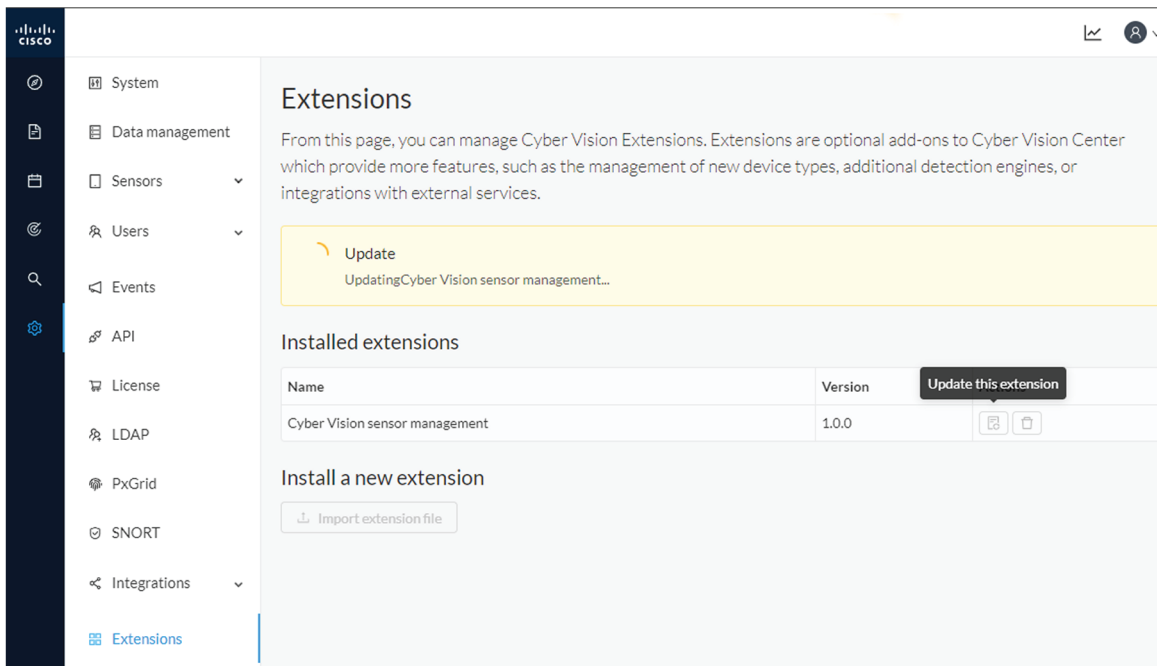 CISCO
System
Data management
Sensors
Users
Events
API
License
LDAP
PxGrid
SNORT
Integrations
Extensions
Extensions
From this page, you can manage Cyber Vision Extensions. Extensions are optional add-ons to Cyber Vision Center
which provide more features, such as the management of new device types, additional detection engines, or
integrations with external services.
Update
UpdatingCyber Vision sensor management...
Installed extensions
Name Version
Update this extension
Cyber Vision sensor management 1.0.0
Install a new extension
Import extension file